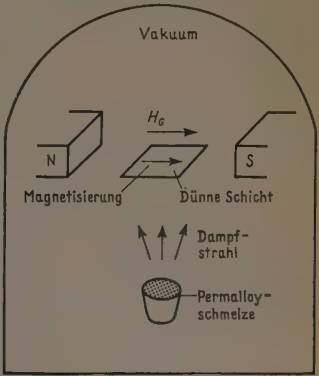 Vakuum
H_G
N
S
Magnetisierung
Dünne Schicht
Dampf-
strahl
Permalloy-
schmelze